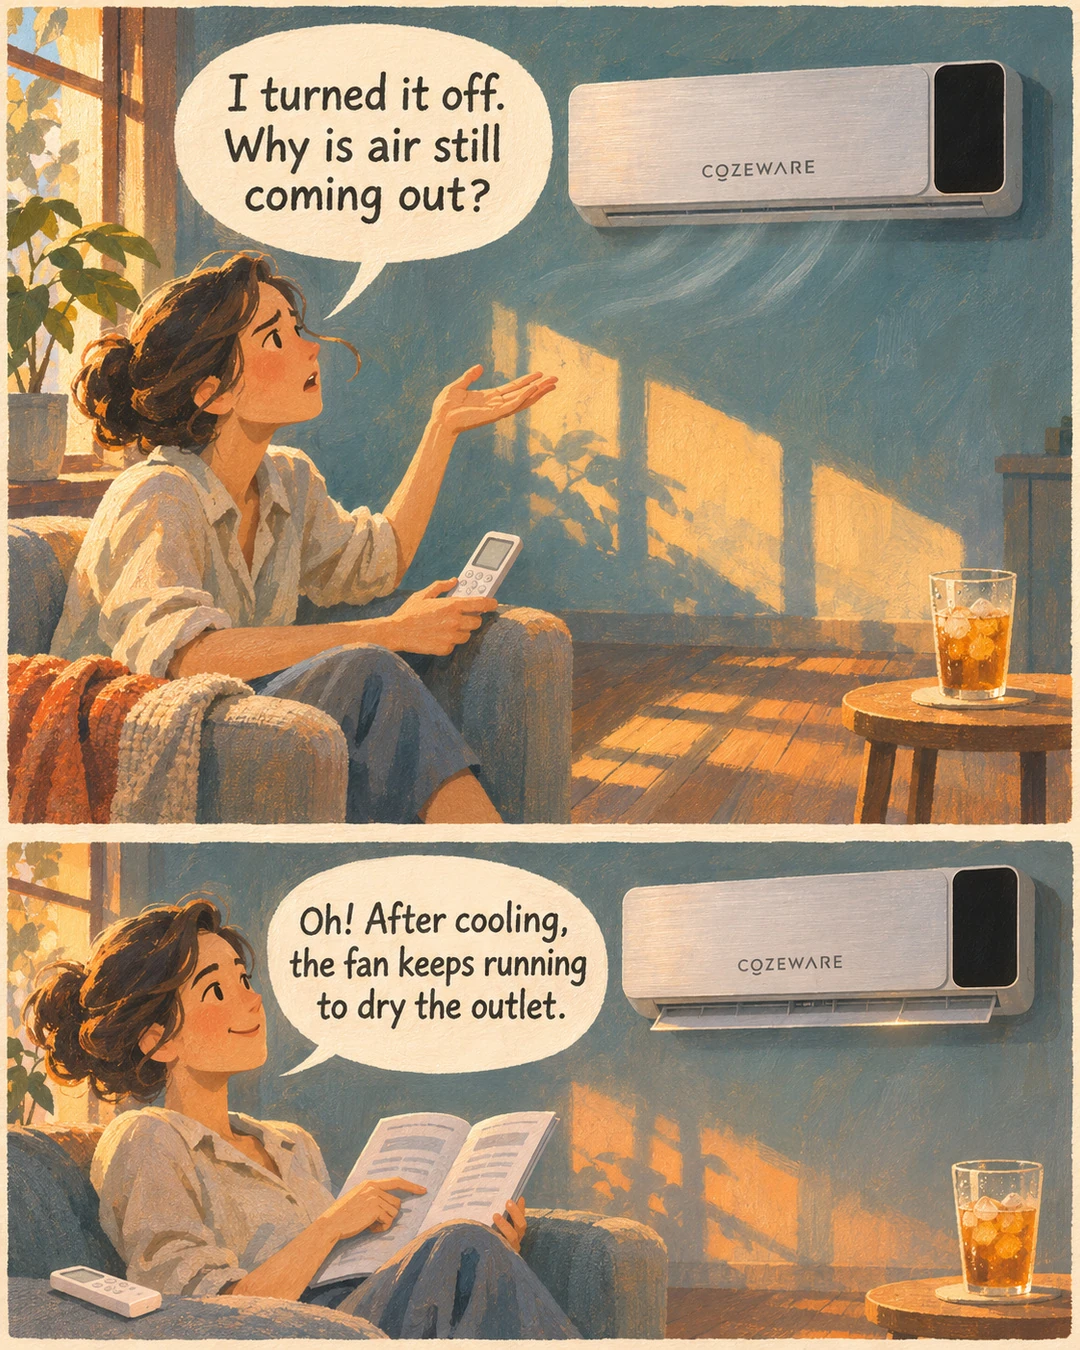 I turned it off.
Why is air still
coming out?
COZEWARE
Oh! After cooling,
the fan keeps running
to dry the outlet.
COZEWARE